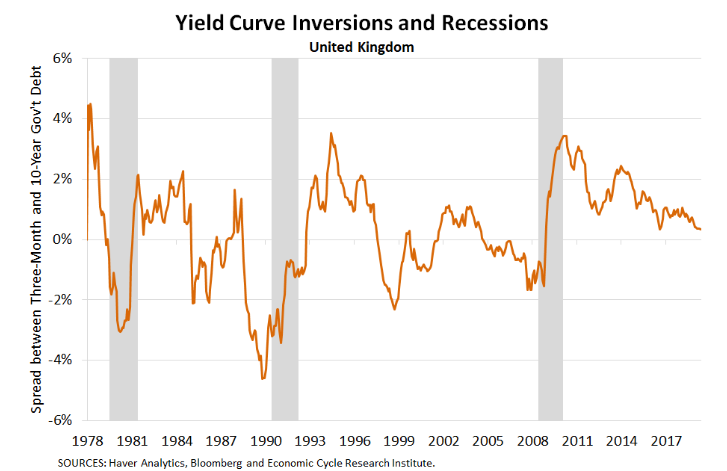 Yield Curve Inversions and Recessions
United Kingdom
Spread between Three-Month and 10-Year Gov't Debt
6%
4%
2%
0%
-2%
-4%
-6%
1978 1981 1984 1987 1990 1993 1996 1999 2002 2005 2008 2011 2014 2017
SOURCES: Haver Analytics, Bloomberg and Economic Cycle Research Institute.